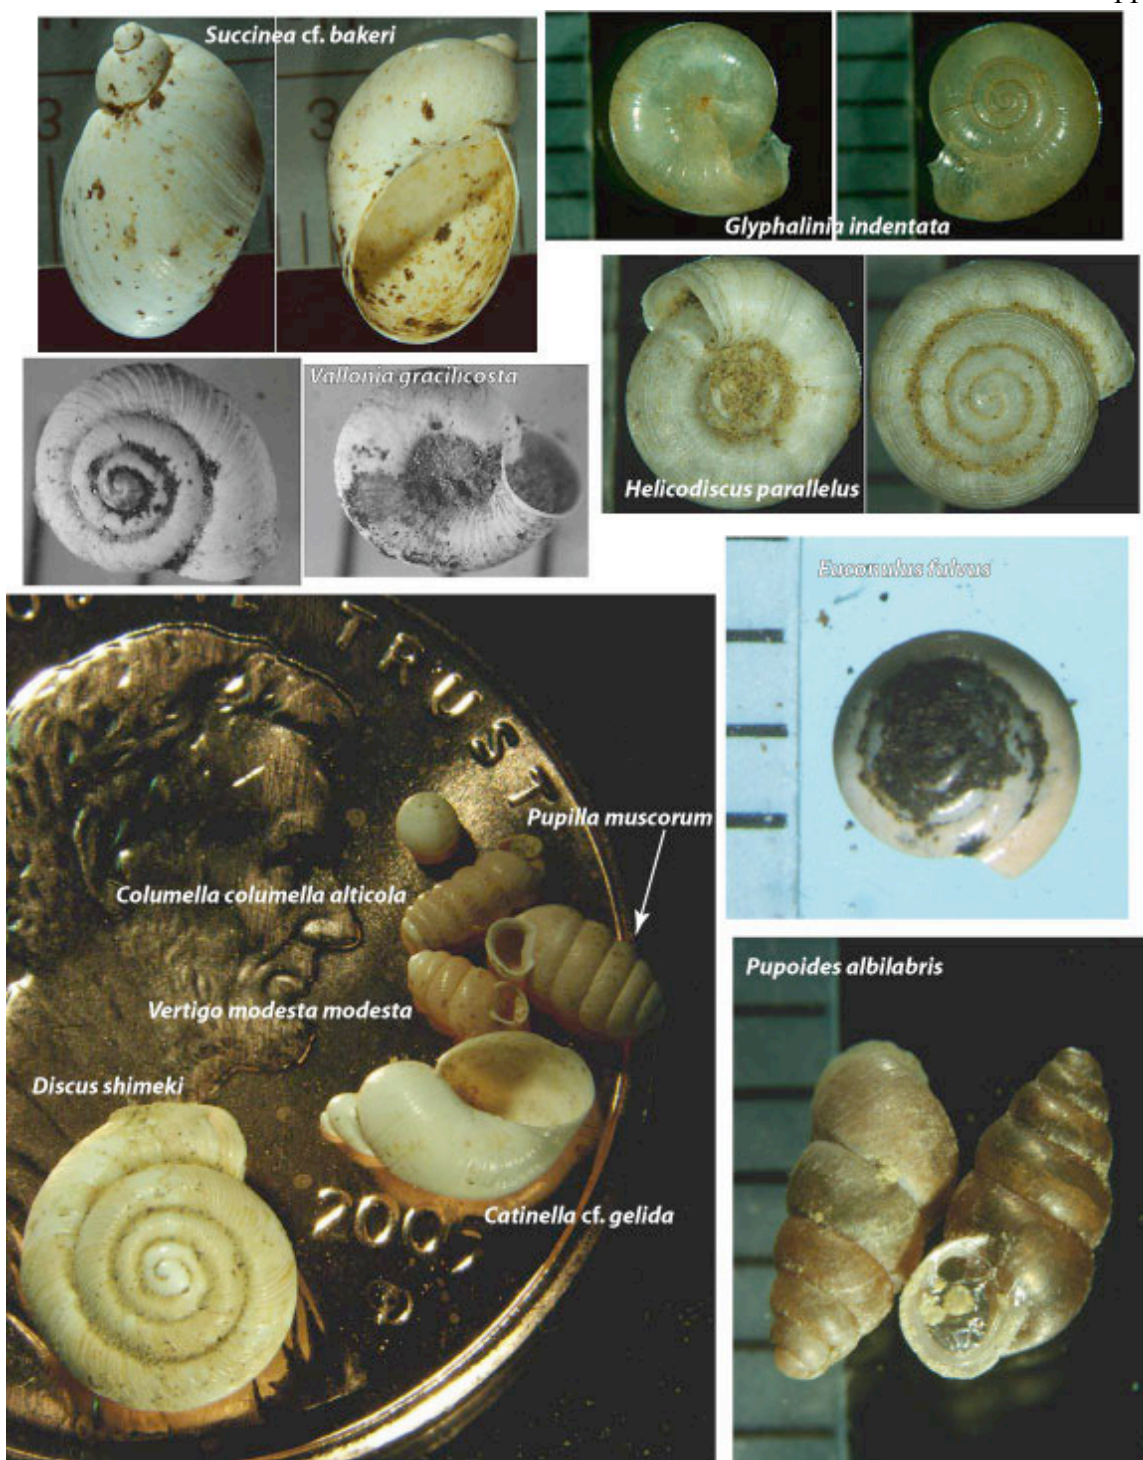 pp
Succinea cf. bakeri
3
3
Glyphalinia indentata
Vallonia gracilicosta
Helicodiscus parallelus
Euconulus fulvus
TRUST
Pupilla muscorum
Columella columella alticola
Vertigo modesta modesta
Pupoides albilabris
Discus shimeki
Catinella cf. gelida
D